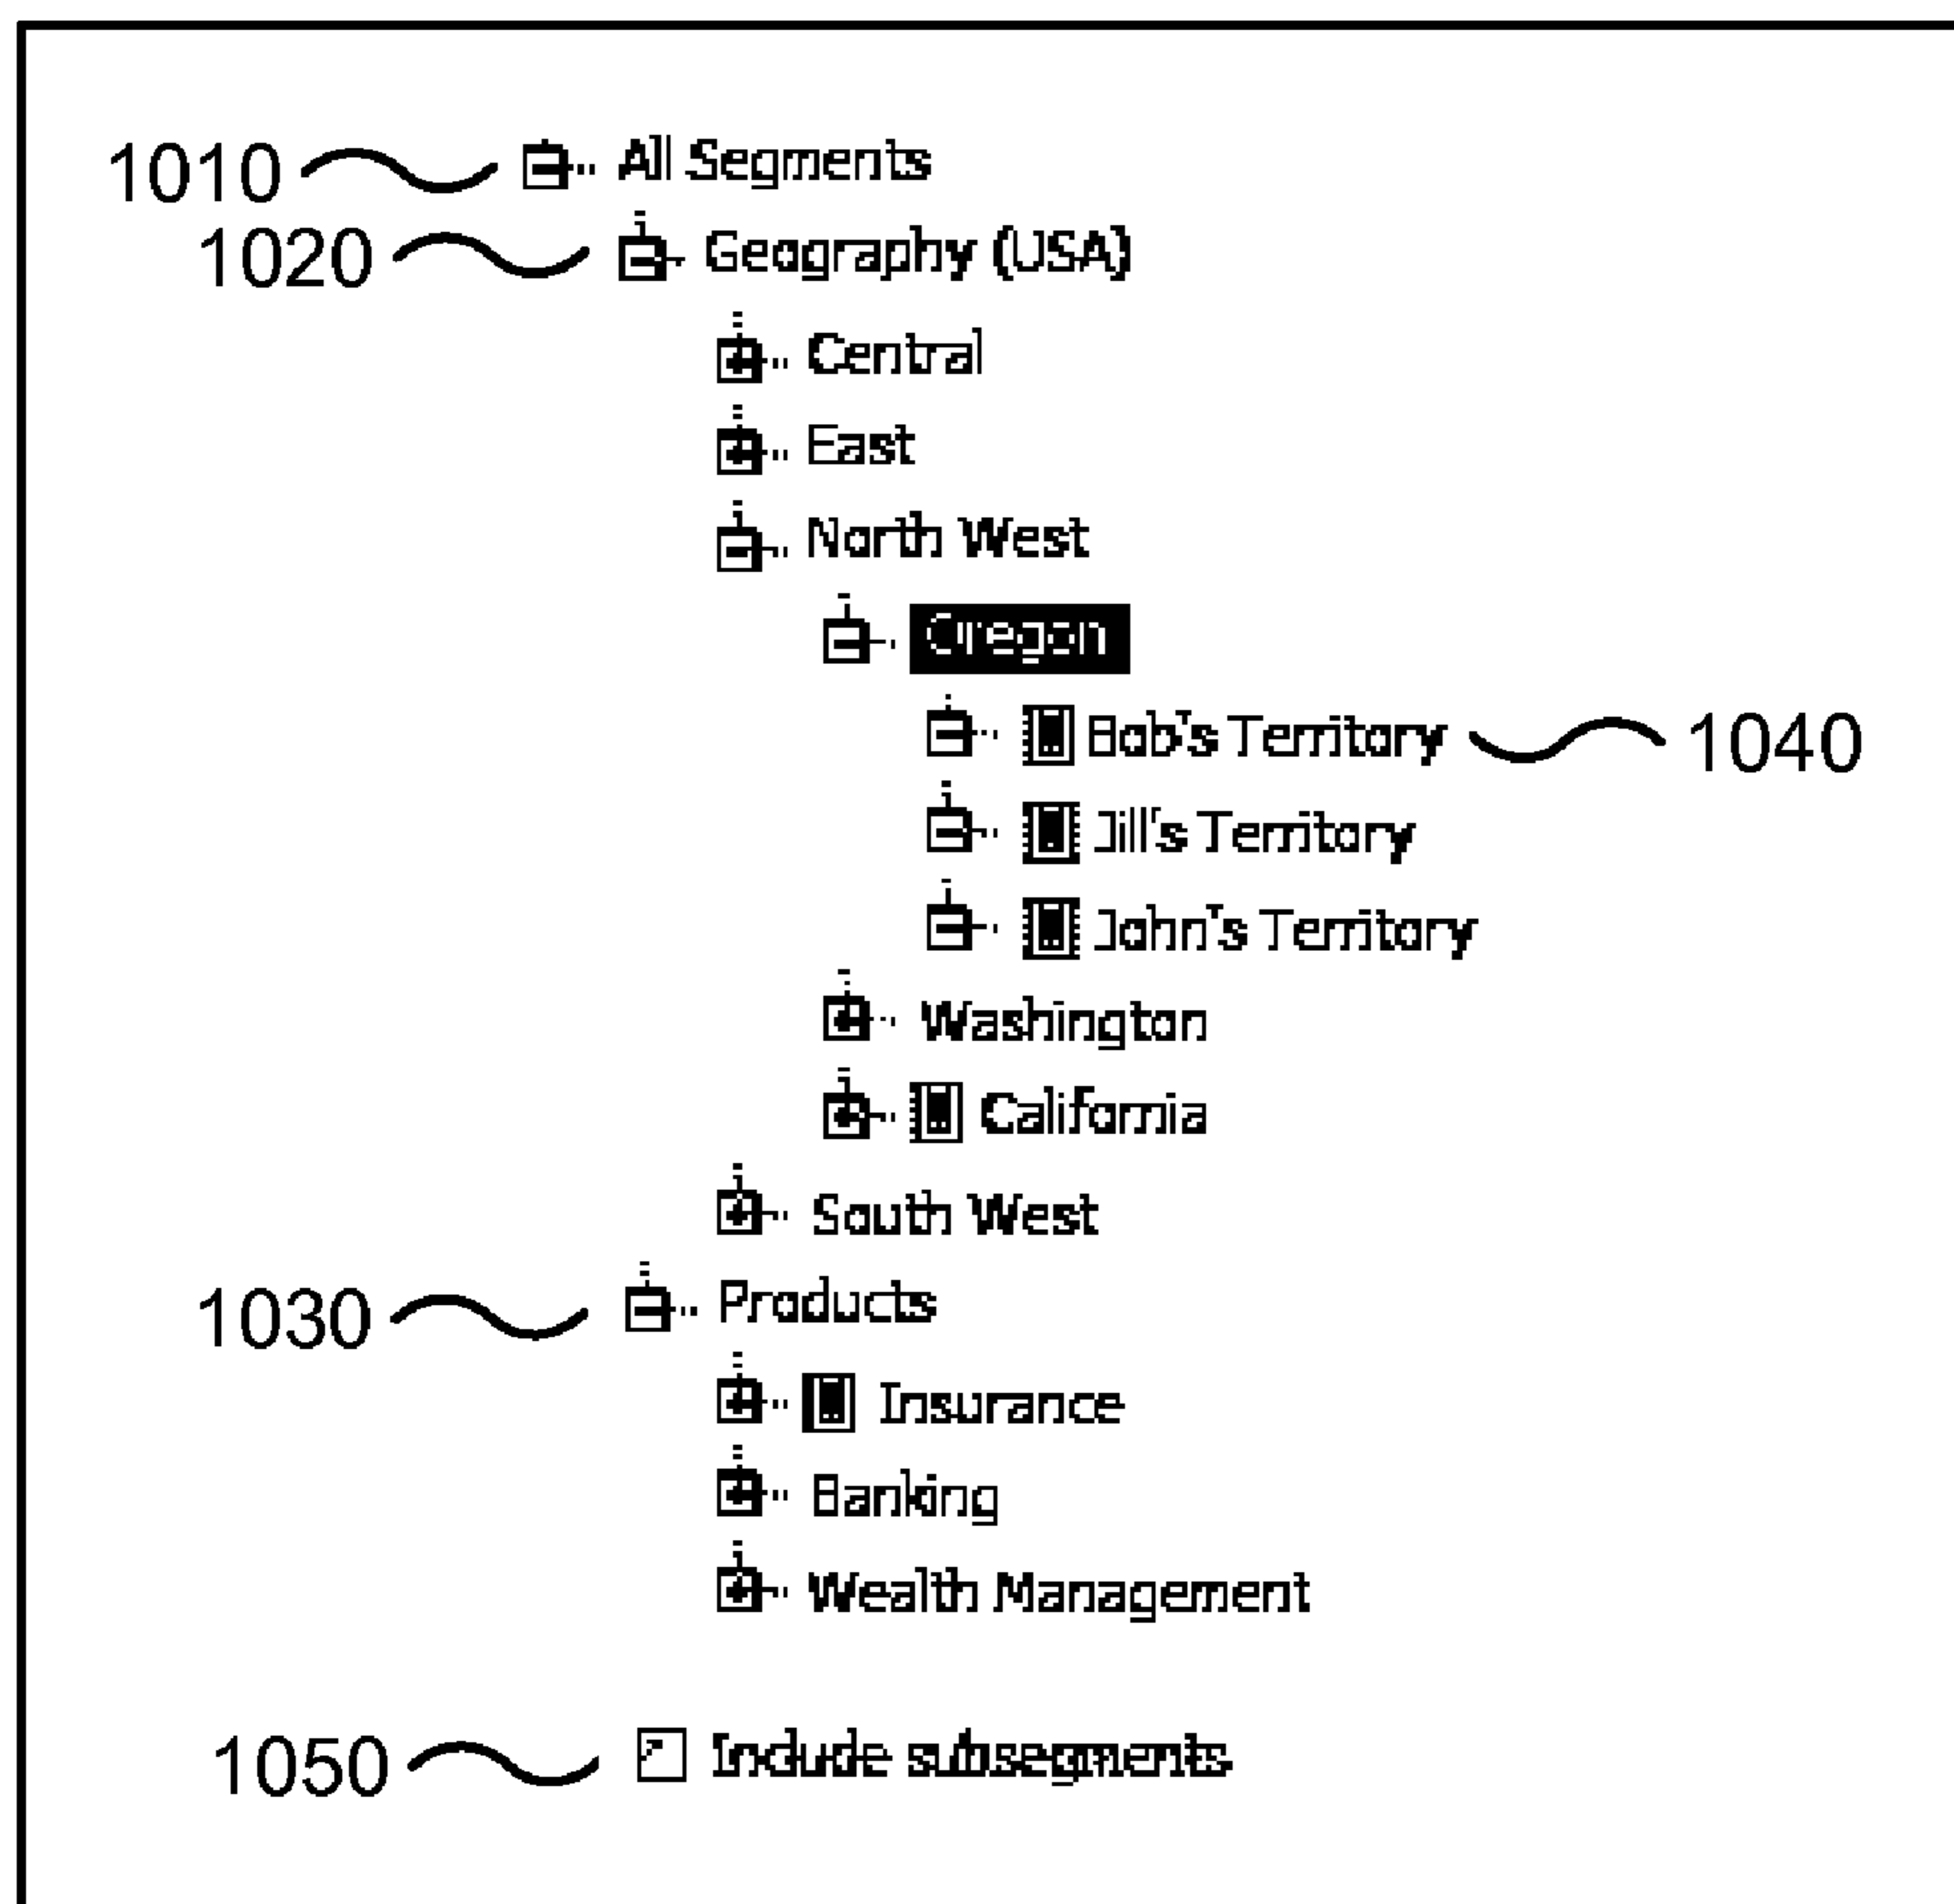 1010 All Segments
1020 Geography (USA)
Central
East
North West
Oregon
Bob's Territory 1040
Jill's Territory
John's Territory
Washington
California
South West
1030 Products
Insurance
Banking
Wealth Management
1050 Include subsegments